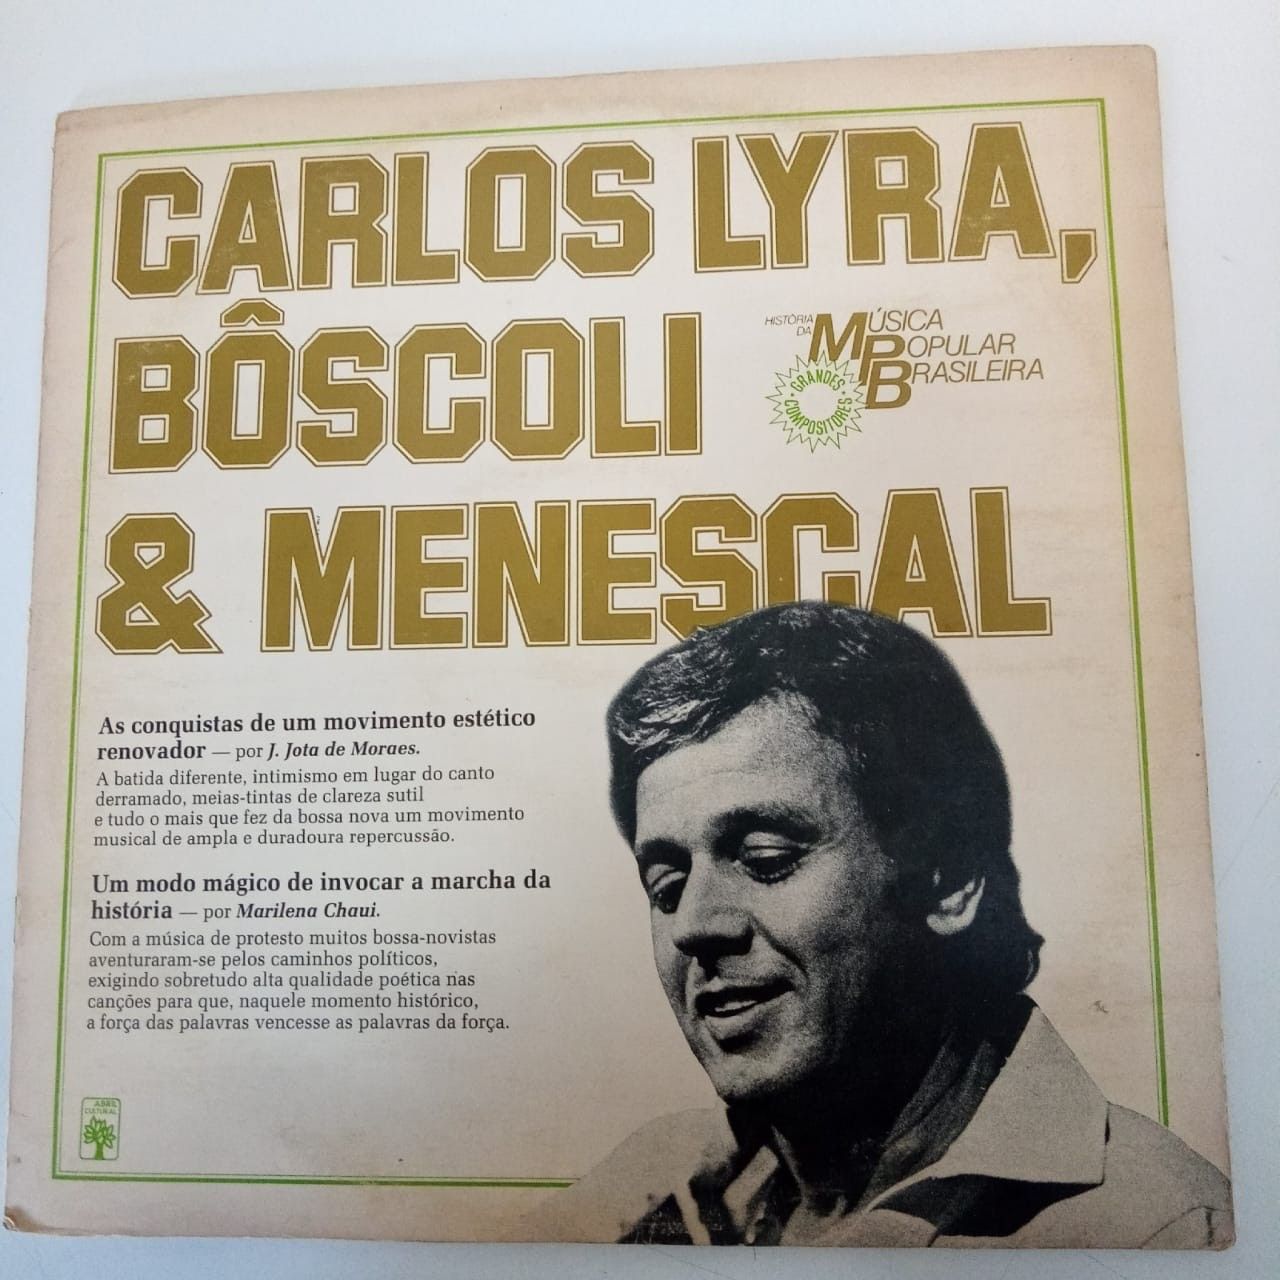 CARLOS LYRA,
BÔSCOLI
& MENESCAL
HISTÓRIA
DA
MÚSICA
POPULAR
BRASILEIRA
GRANDES
COMPOSITORES
As conquistas de um movimento estético
renovador — por J. Jota de Moraes.
A batida diferente, intimismo em lugar do canto
derramado, meias-tintas de clareza sutil
e tudo o mais que fez da bossa nova um movimento
musical de ampla e duradoura repercussão.
Um modo mágico de invocar a marcha da
história — por Marilena Chaui.
Com a música de protesto muitos bossa-novistas
aventuraram-se pelos caminhos políticos,
exigindo sobretudo alta qualidade poética nas
canções para que, naquele momento histórico,
a força das palavras vencesse as palavras da força.
ABRIL
CULTURAL